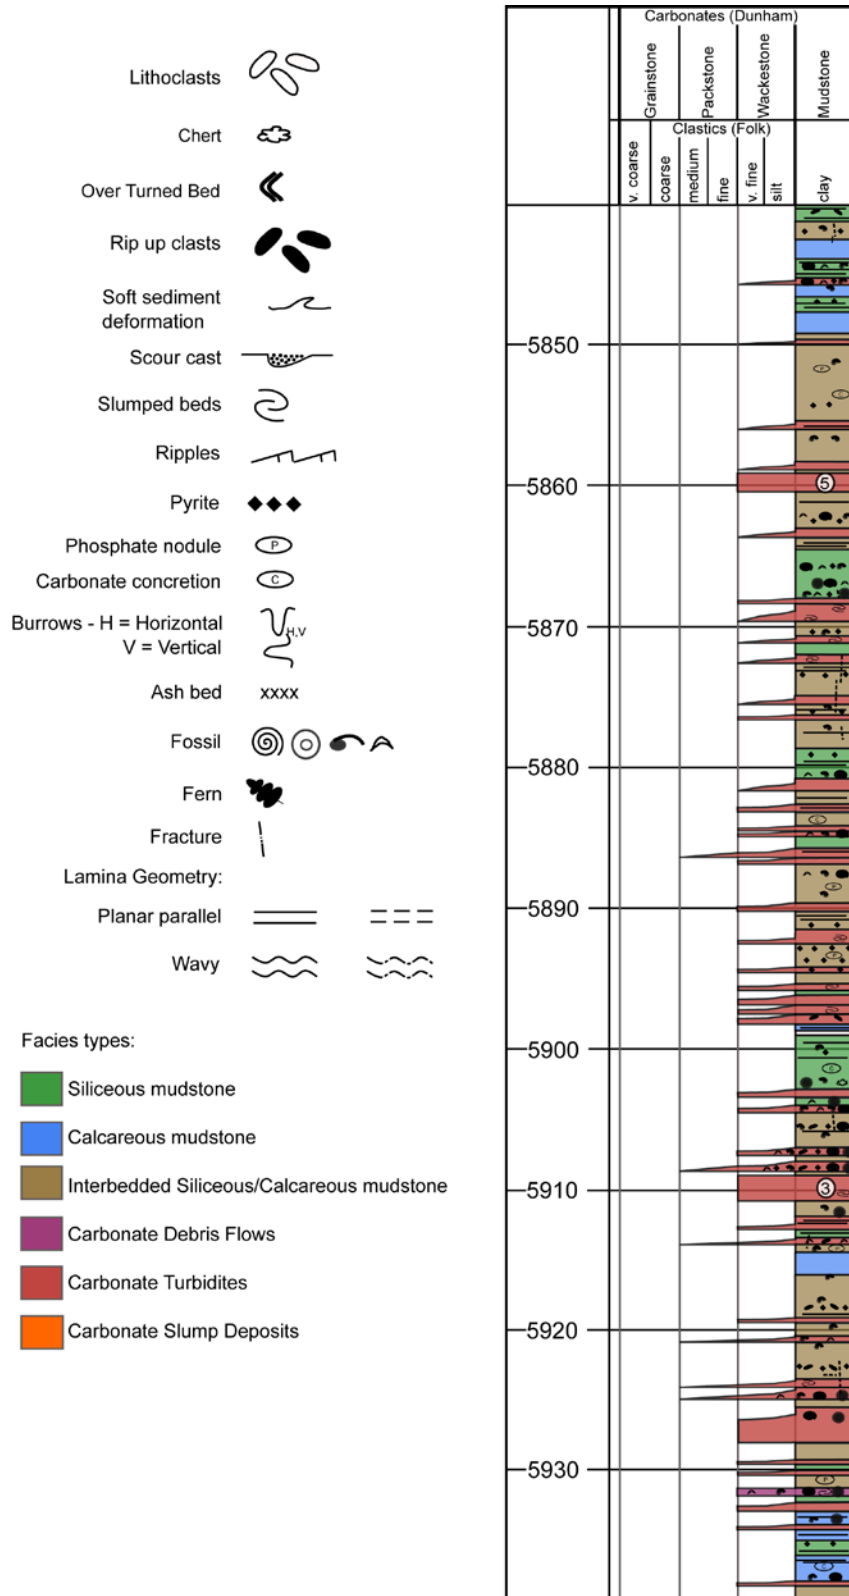 Lithoclasts
Chert
Over Turned Bed
Rip up clasts
Soft sediment
deformation
Scour cast
Slumped beds
Ripples
Pyrite
Phosphate nodule
P
Carbonate concretion
C
Burrows - H = Horizontal
V = Vertical
H,V
Ash bed
xxxx
Fossil
Fern
Fracture
Lamina Geometry:
Planar parallel
Wavy
Facies types:
Siliceous mudstone
Calcareous mudstone
Interbedded Siliceous/Calcareous mudstone
Carbonate Debris Flows
Carbonate Turbidites
Carbonate Slump Deposits
Carbonates (Dunham)
Grainstone
Packstone
Wackestone
Mudstone
Clastics (Folk)
v. coarse
coarse
medium
fine
v. fine
silt
clay
5850
P
C
5860
5
5870
5880
C
P
5890
P
5900
C
5910
3
5920
5930
P
C